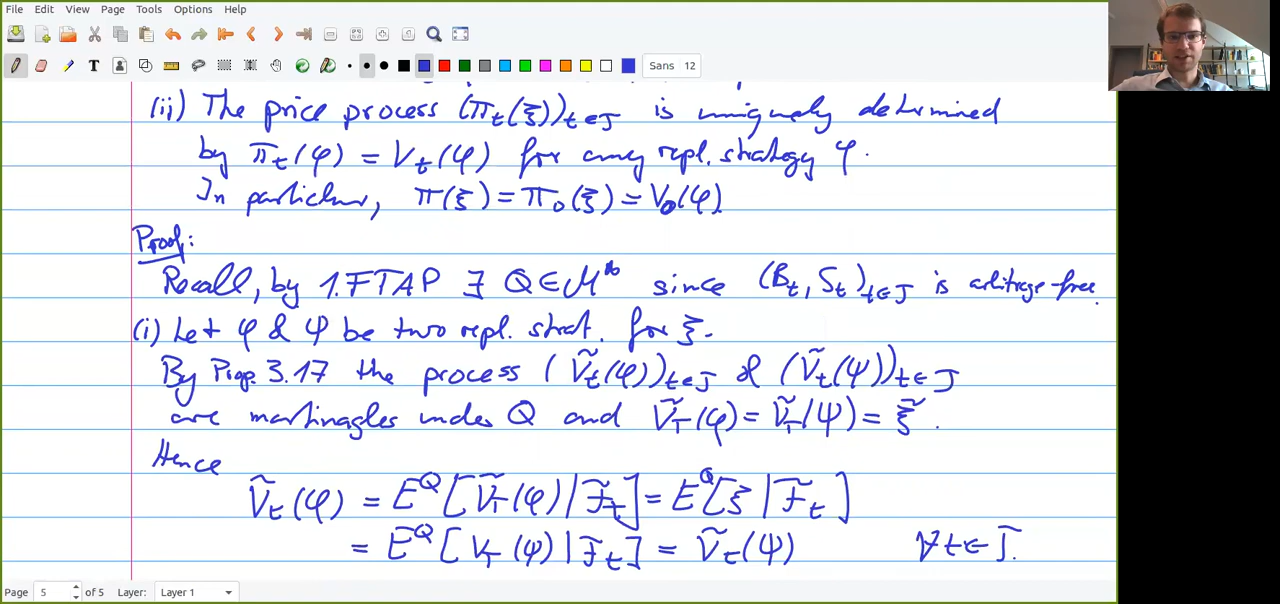 File Edit View Page Tools Options Help
Sans 12
(ii) The price process (π_t(ξ))_{t∈J} is uniquely determined
by π_t(φ) = V_t(φ) for any repl. strategy φ.
In particular, π(ξ) = π_0(ξ) = V_0(φ)
Proof:
Recall, by 1. FTAP ∃ Q ∈ M^* since (B_t, S_t)_{t∈J} is arbitrage-free.
(i) Let φ & ψ be two repl. strat. for ξ.
By Prop. 3.17 the process (Ṽ_t(φ))_{t∈J} & (Ṽ_t(ψ))_{t∈J}
are martinagles under Q and Ṽ_T(φ) = Ṽ_T(ψ) = ξ̃.
Hence
Ṽ_t(φ) = E^Q[Ṽ_T(φ) | F_t] = E^Q[ξ | F_t]
= E^Q[V_T(ψ) | F_t] = Ṽ_t(ψ) ∀ t ∈ J.
Page 5 of 5 Layer: Layer 1